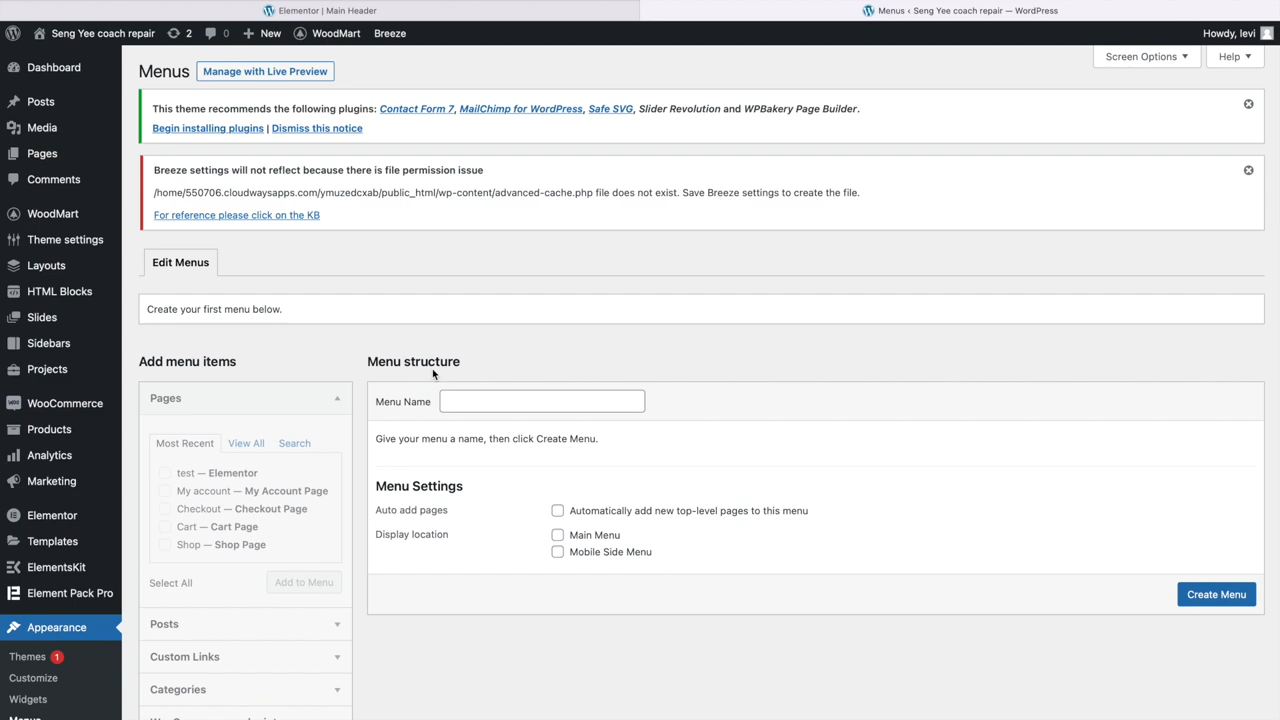 Elementor | Main Header
Menus ‹ Seng Yee coach repair — WordPress
Seng Yee coach repair 2 0 New WoodMart Breeze
Howdy, levi
Dashboard
Posts
Media
Pages
Comments
WoodMart
Theme settings
Layouts
HTML Blocks
Slides
Sidebars
Projects
WooCommerce
Products
Analytics
Marketing
Elementor
Templates
ElementsKit
Element Pack Pro
Appearance
Themes 1
Customize
Widgets
Menus
Screen Options
Help
Menus
Manage with Live Preview
This theme recommends the following plugins: Contact Form 7, MailChimp for WordPress, Safe SVG, Slider Revolution and WPBakery Page Builder.
Begin installing plugins | Dismiss this notice
Breeze settings will not reflect because there is file permission issue
/home/550706.cloudwaysapps.com/ymuzedcxab/public_html/wp-content/advanced-cache.php file does not exist. Save Breeze settings to create the file.
For reference please click on the KB
Edit Menus
Create your first menu below.
Add menu items
Pages
Most Recent View All Search
test — Elementor
My account — My Account Page
Checkout — Checkout Page
Cart — Cart Page
Shop — Shop Page
Select All
Add to Menu
Posts
Custom Links
Categories
Menu structure
Menu Name
Give your menu a name, then click Create Menu.
Menu Settings
Auto add pages
Automatically add new top-level pages to this menu
Display location
Main Menu
Mobile Side Menu
Create Menu